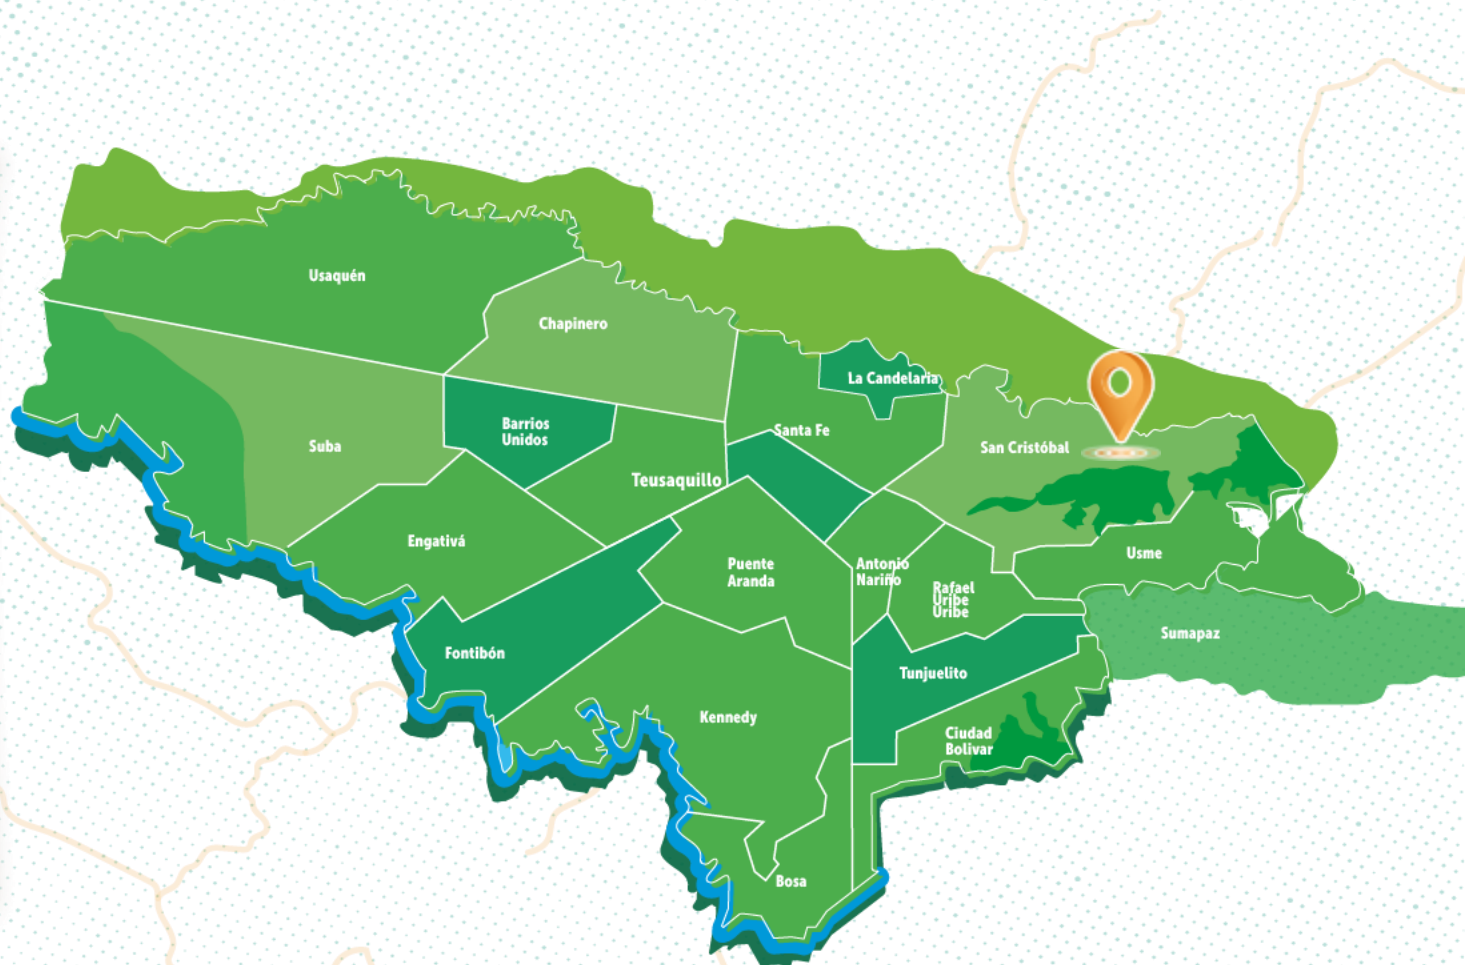 Usaquén
Chapinero
La Candelaria
Barrios
Unidos
Santa Fe
Suba
San Cristóbal
Teusaquillo
Engativá
Usme
Puente
Aranda
Antonio
Nariño
Rafael
Uribe
Uribe
Sumapaz
Fontibón
Tunjuelito
Kennedy
Ciudad
Bolivar
Bosa